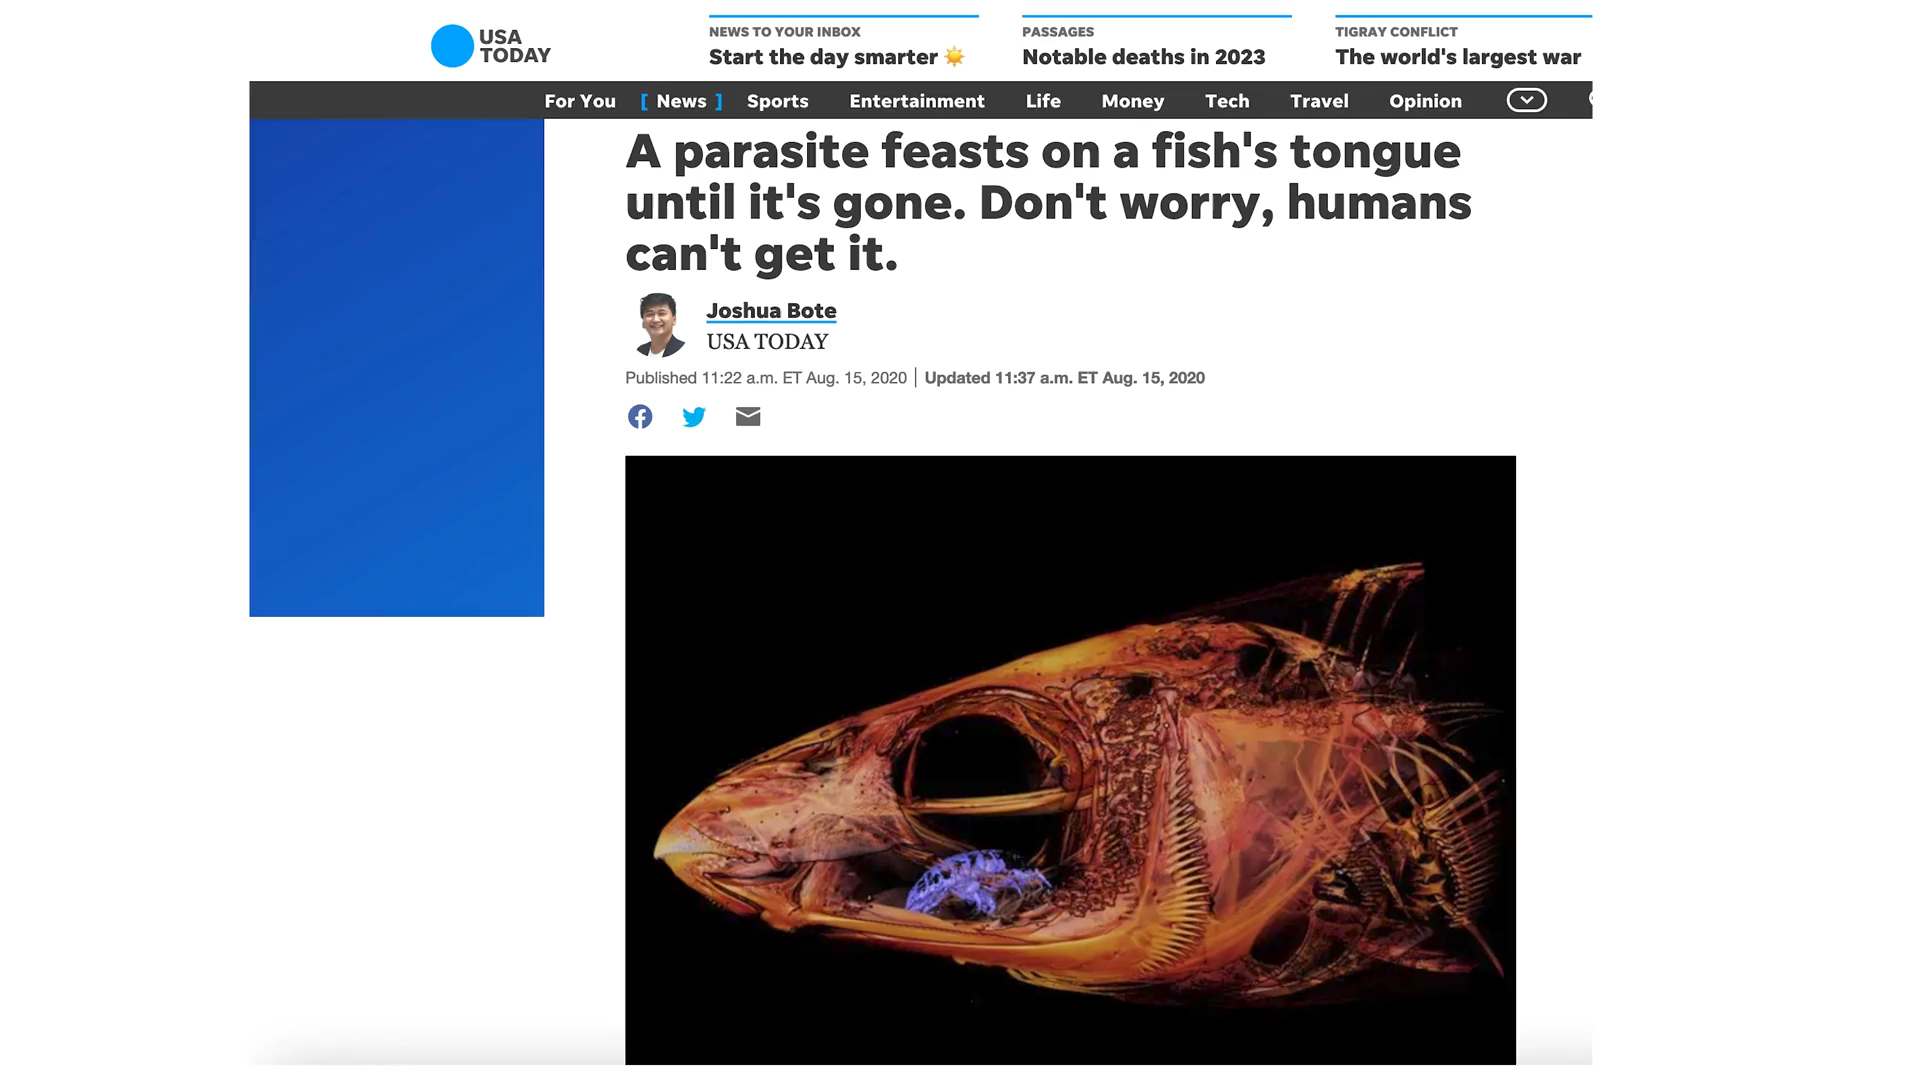 USA
TODAY
NEWS TO YOUR INBOX
Start the day smarter ☀️
PASSAGES
Notable deaths in 2023
TIGRAY CONFLICT
The world's largest war
For You [ News ] Sports Entertainment Life Money Tech Travel Opinion
A parasite feasts on a fish's tongue
until it's gone. Don't worry, humans
can't get it.
Joshua Bote
USA TODAY
Published 11:22 a.m. ET Aug. 15, 2020 | Updated 11:37 a.m. ET Aug. 15, 2020